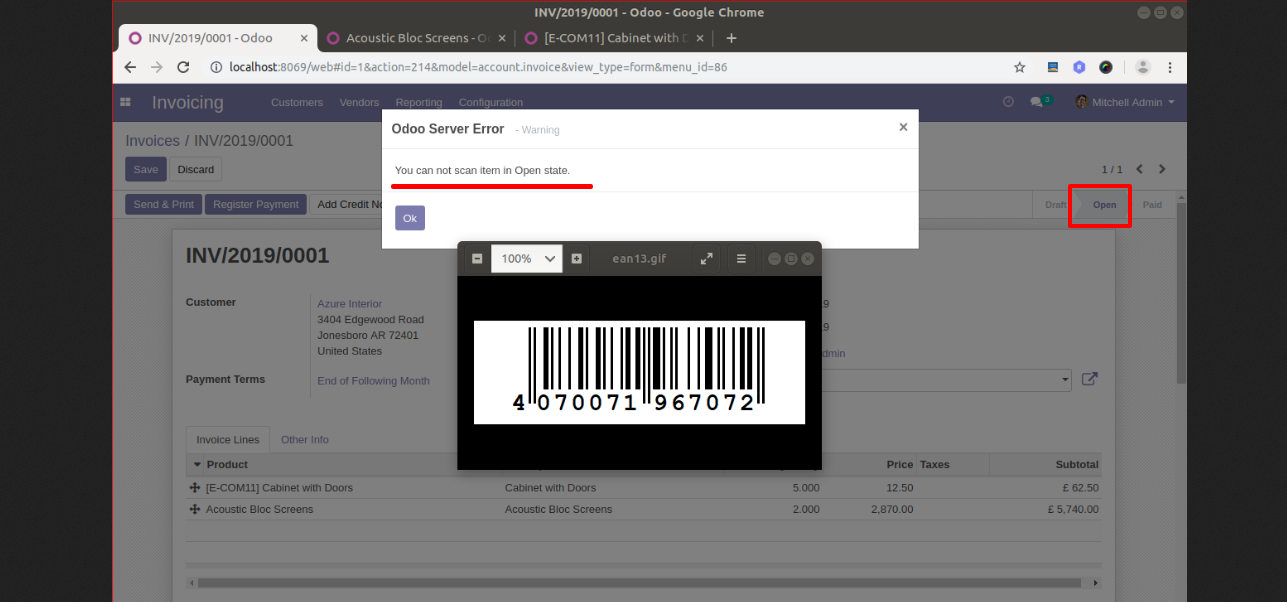 INV/2019/0001 - Odoo - Google Chrome
INV/2019/0001 - Odoo
Acoustic Bloc Screens - O
[E-COM11] Cabinet with D
localhost:8069/web#id=1&action=214&model=account.invoice&view_type=form&menu_id=86
Invoicing Customers Vendors Reporting Configuration 3 Mitchell Admin
Odoo Server Error - Warning
Invoices / INV/2019/0001
Save Discard
You can not scan item in Open state.
1 / 1
Send & Print Register Payment Add Credit No
Draft Open Paid
Ok
INV/2019/0001
100% ean13.gif
Customer
Azure Interior
3404 Edgewood Road
Jonesboro AR 72401
United States
9
9
dmin
Payment Terms
End of Following Month
4 070071 967072
Invoice Lines Other Info
Product Price Taxes Subtotal
[E-COM11] Cabinet with Doors Cabinet with Doors 5.000 12.50 £ 62.50
Acoustic Bloc Screens Acoustic Bloc Screens 2.000 2,870.00 £ 5,740.00